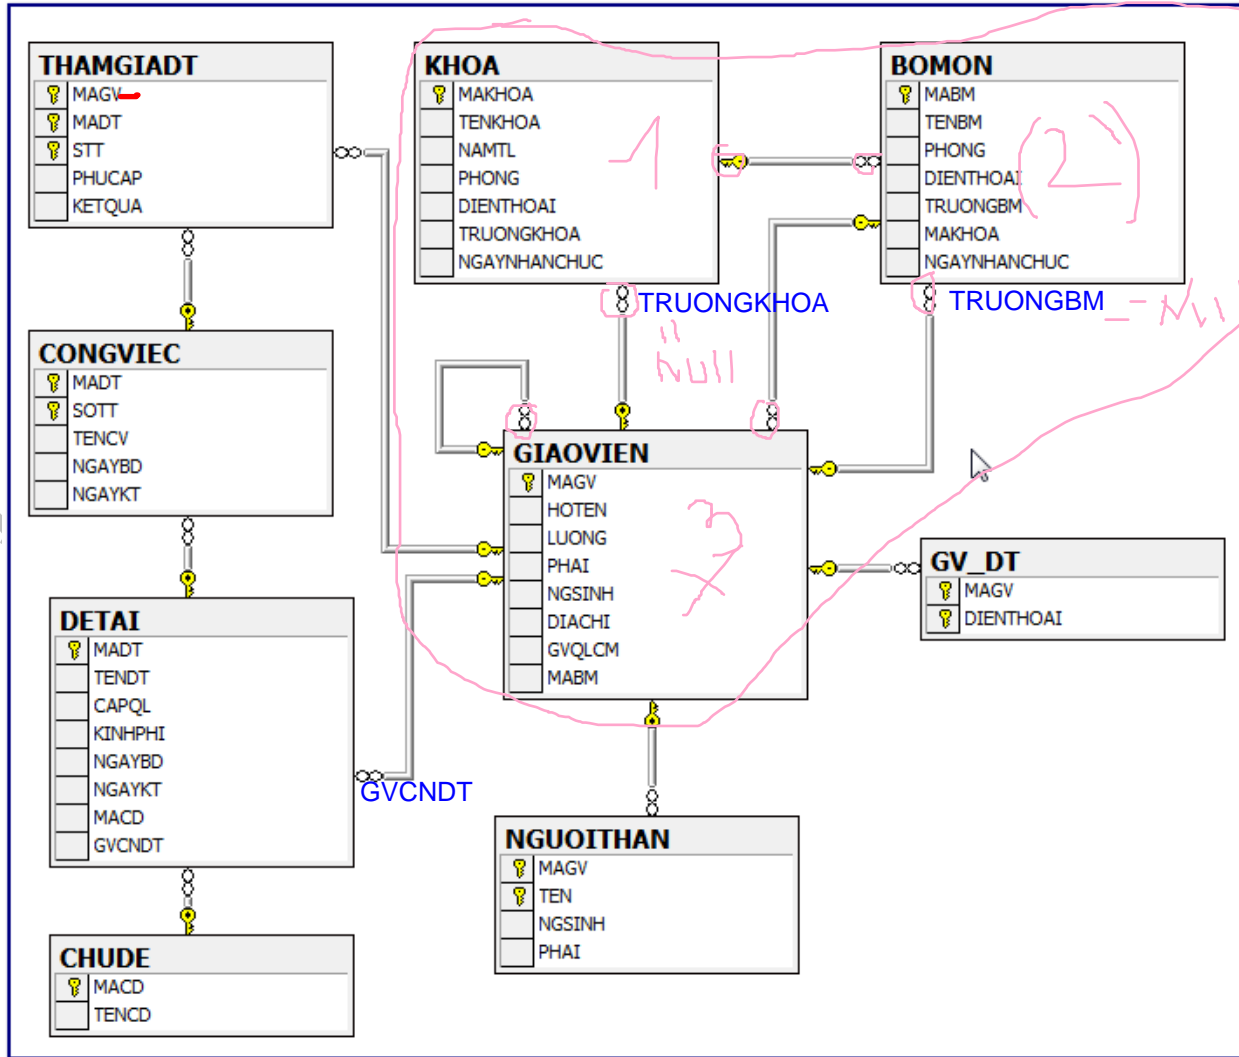 THAMGIADT
MAGV
MADT
STT
PHUCAP
KETQUA
KHOA
MAKHOA
TENKHOA
NAMTL
PHONG
DIENTHOAI
TRUONGKHOA
NGAYNHANCHUC
1
BOMON
MABM
TENBM
PHONG
DIENTHOAI
TRUONGBM
MAKHOA
NGAYNHANCHUC
(2)
TRUONGKHOA
"
Null
TRUONGBM
CONGVIEC
MADT
SOTT
TENCV
NGAYBD
NGAYKT
GIAOVIEN
MAGV
HOTEN
LUONG
PHAI
NGSINH
DIACHI
GVQLCM
MABM
3
GV_DT
MAGV
DIENTHOAI
DETAI
MADT
TENDT
CAPQL
KINHPHI
NGAYBD
NGAYKT
MACD
GVCNDT
GVCNDT
NGUOITHAN
MAGV
TEN
NGSINH
PHAI
CHUDE
MACD
TENCD